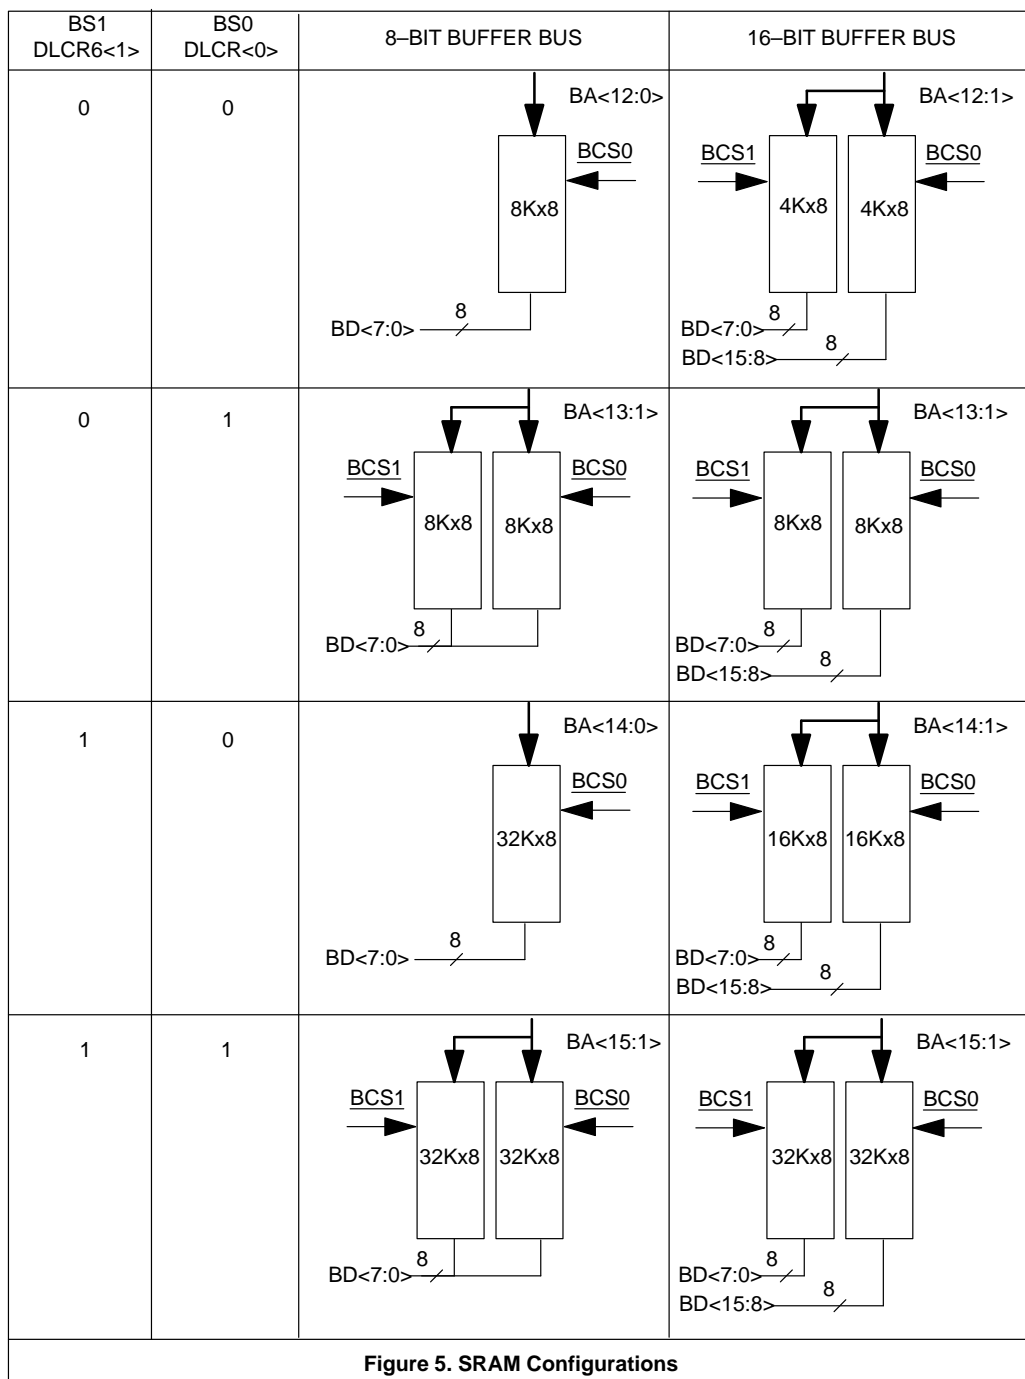 BS1
DLCR6<1>
BS0
DLCR<0>
8–BIT BUFFER BUS
16–BIT BUFFER BUS
0
0
BA<12:0>
BCS0
8Kx8
8
BD<7:0>
BA<12:1>
BCS1
BCS0
4Kx8
4Kx8
8
BD<7:0>
8
BD<15:8>
0
1
BA<13:1>
BCS1
BCS0
8Kx8
8Kx8
8
BD<7:0>
BA<13:1>
BCS1
BCS0
8Kx8
8Kx8
8
BD<7:0>
8
BD<15:8>
1
0
BA<14:0>
BCS0
32Kx8
8
BD<7:0>
BA<14:1>
BCS1
BCS0
16Kx8
16Kx8
8
BD<7:0>
8
BD<15:8>
1
1
BA<15:1>
BCS1
BCS0
32Kx8
32Kx8
8
BD<7:0>
BA<15:1>
BCS1
BCS0
32Kx8
32Kx8
8
BD<7:0>
8
BD<15:8>
Figure 5. SRAM Configurations